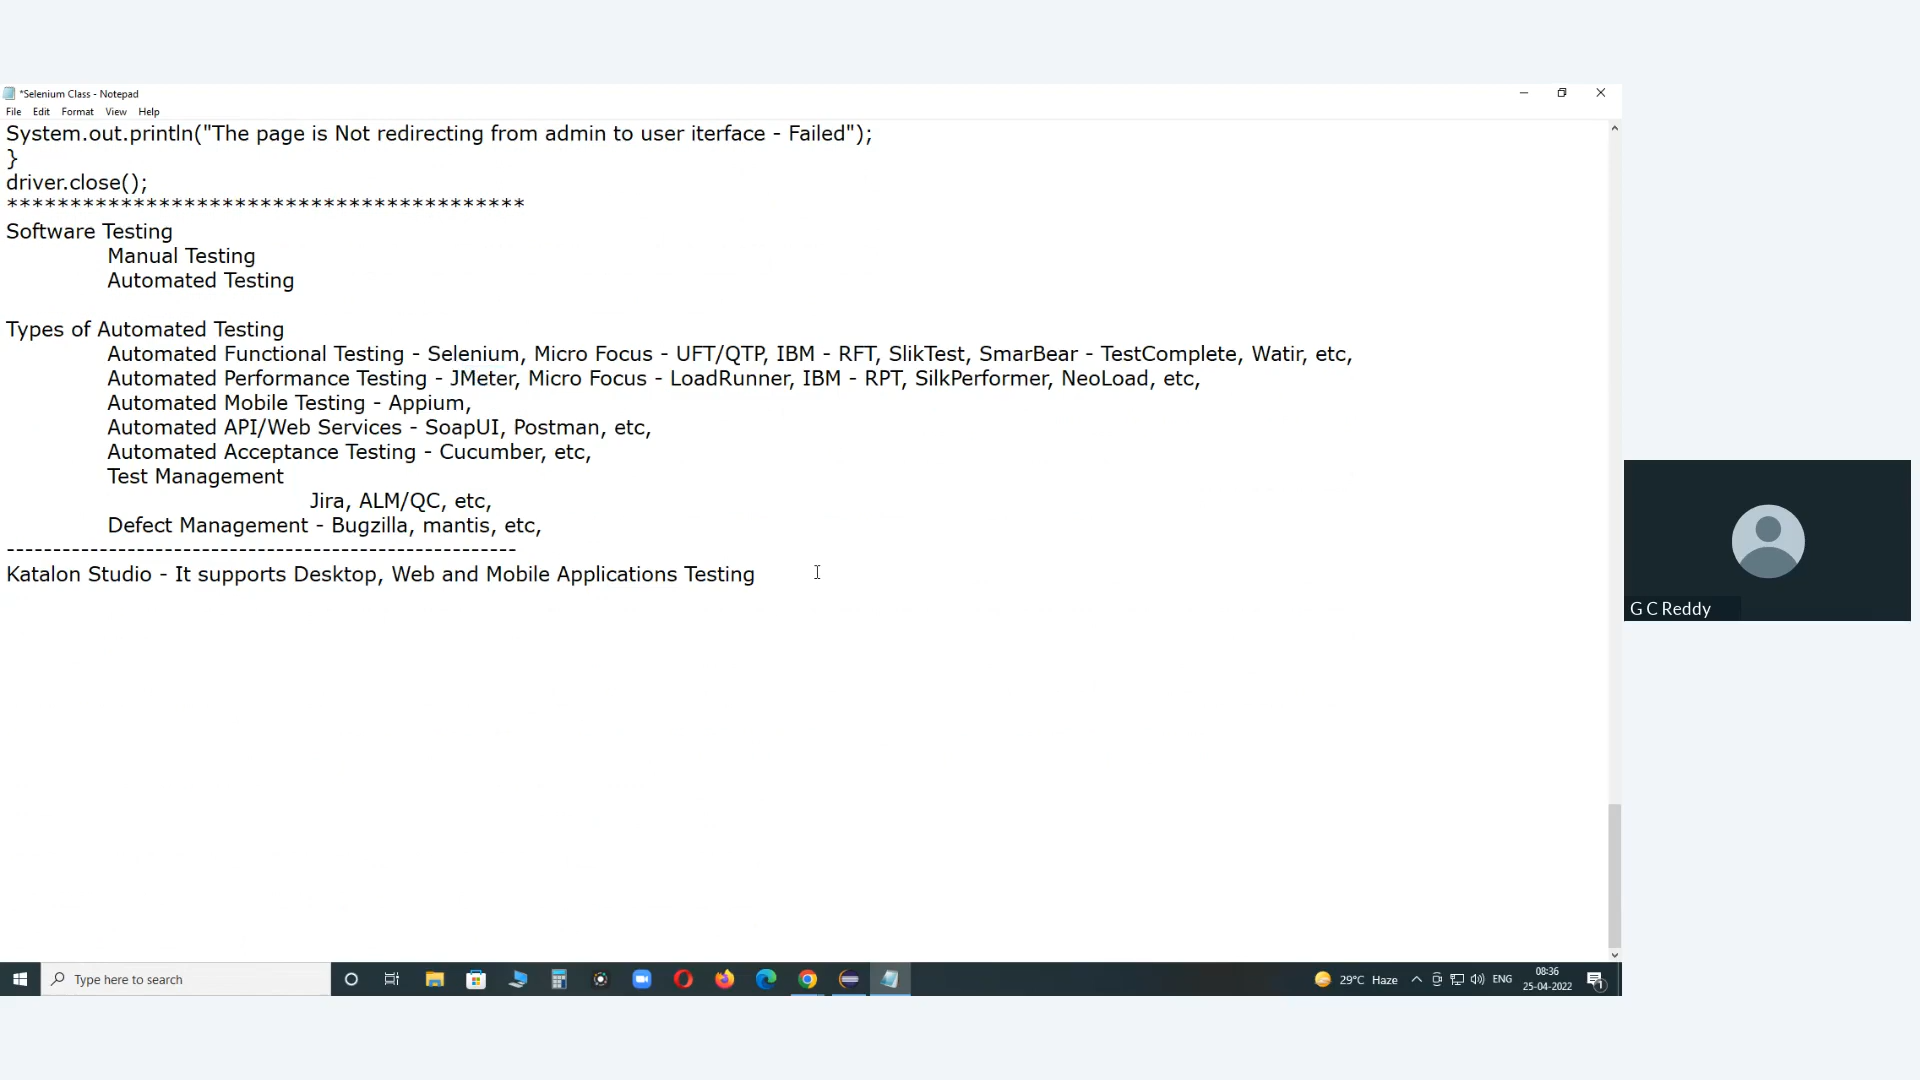 *Selenium Class - Notepad
File Edit Format View Help
System.out.println("The page is Not redirecting from admin to user iterface - Failed");
}
driver.close();
*****************************************
Software Testing
Manual Testing
Automated Testing
Types of Automated Testing
Automated Functional Testing - Selenium, Micro Focus - UFT/QTP, IBM - RFT, SlikTest, SmarBear - TestComplete, Watir, etc,
Automated Performance Testing - JMeter, Micro Focus - LoadRunner, IBM - RPT, SilkPerformer, NeoLoad, etc,
Automated Mobile Testing - Appium,
Automated API/Web Services - SoapUI, Postman, etc,
Automated Acceptance Testing - Cucumber, etc,
Test Management
Jira, ALM/QC, etc,
Defect Management - Bugzilla, mantis, etc,
-------------------------------------------------------
Katalon Studio - It supports Desktop, Web and Mobile Applications Testing
G C Reddy
Type here to search
29°C Haze
ENG
08:36
25-04-2022
1